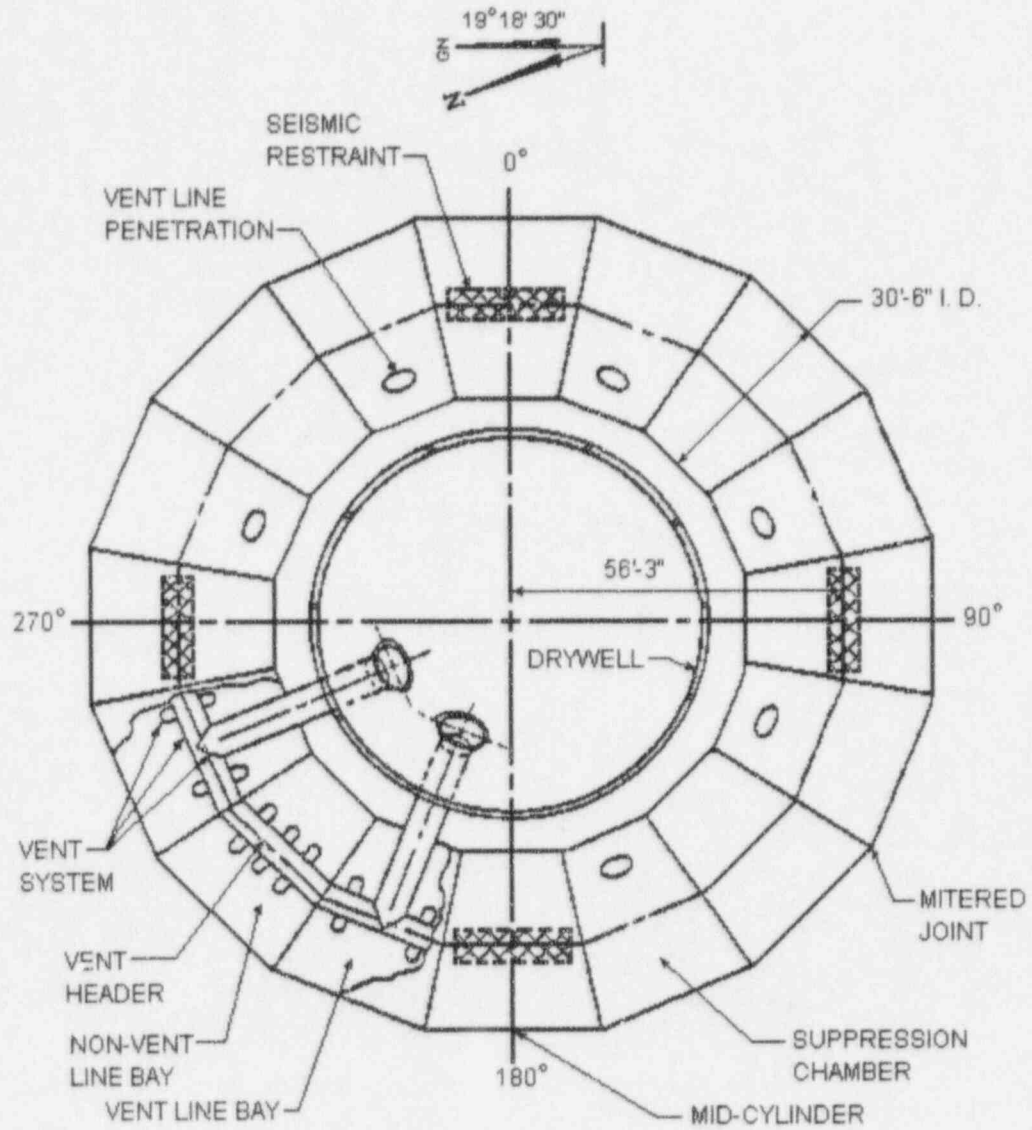 19° 18' 30"
GN
N
SEISMIC
RESTRAINT
0°
VENT LINE
PENETRATION
30'-6" I. D.
56'-3"
270°
90°
DRYWELL
VENT
SYSTEM
MITERED
JOINT
VENT
HEADER
NON-VENT
LINE BAY
SUPPRESSION
CHAMBER
180°
VENT LINE BAY
MID-CYLINDER